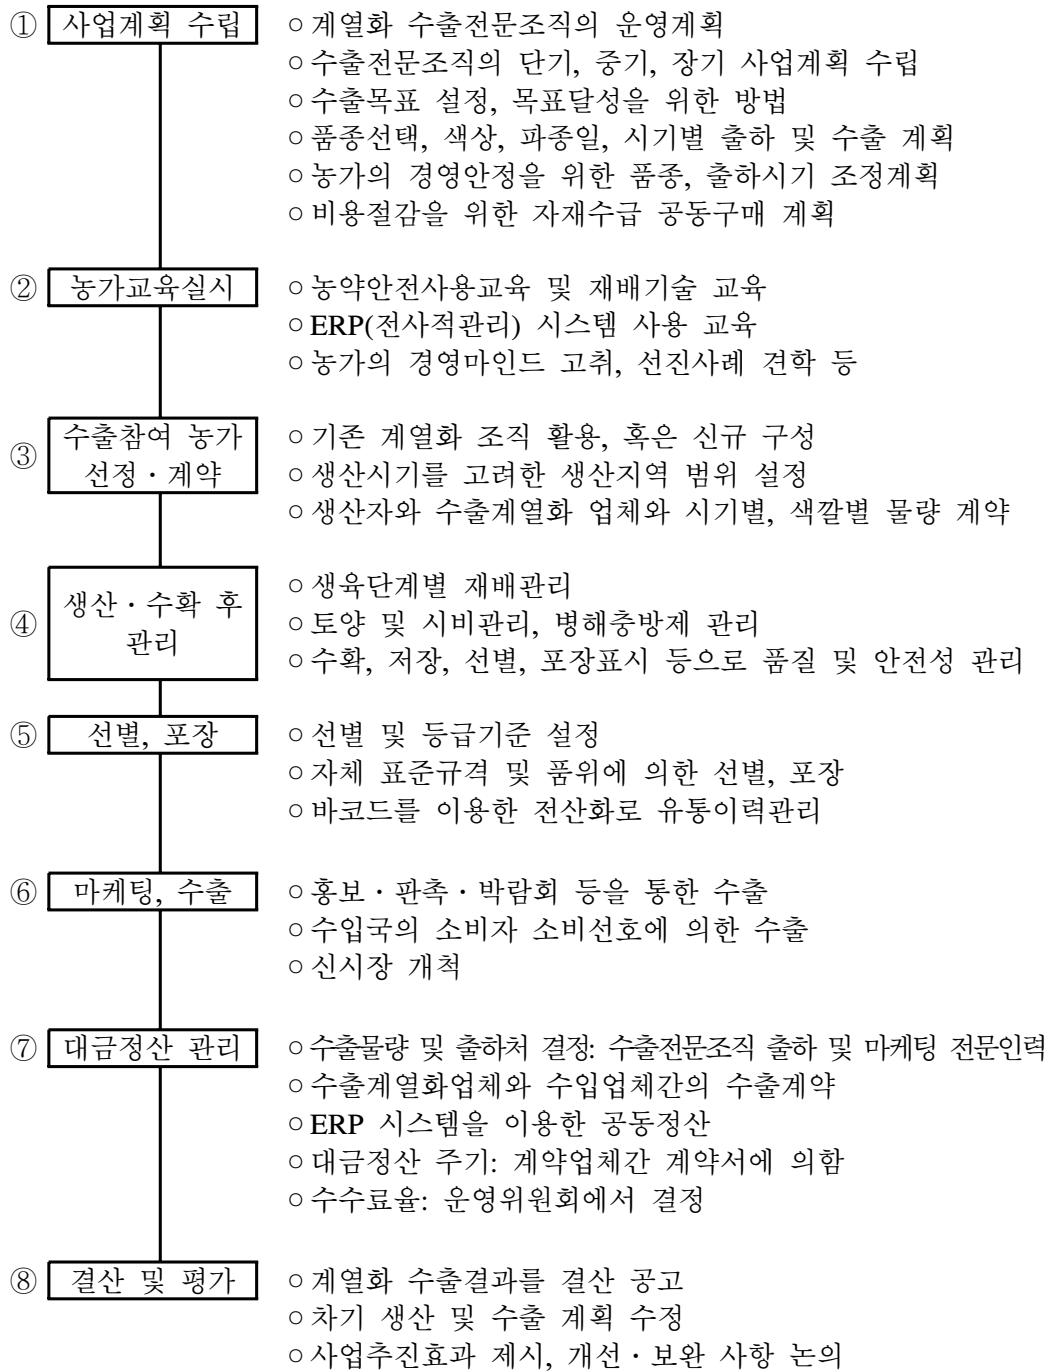 ① 사업계획 수립 ○ 계열화 수출전문조직의 운영계획
○ 수출전문조직의 단기, 중기, 장기 사업계획 수립
○ 수출목표 설정, 목표달성을 위한 방법
○ 품종선택, 색상, 파종일, 시기별 출하 및 수출 계획
○ 농가의 경영안정을 위한 품종, 출하시기 조정계획
○ 비용절감을 위한 자재수급 공동구매 계획
② 농가교육실시 ○ 농약안전사용교육 및 재배기술 교육
○ ERP(전사적관리) 시스템 사용 교육
○ 농가의 경영마인드 고취, 선진사례 견학 등
③ 수출참여 농가
선정·계약
○ 기존 계열화 조직 활용, 혹은 신규 구성
○ 생산시기를 고려한 생산지역 범위 설정
○ 생산자와 수출계열화 업체와 시기별, 색깔별 물량 계약
④ 생산·수확 후
관리
○ 생육단계별 재배관리
○ 토양 및 시비관리, 병해충방제 관리
○ 수확, 저장, 선별, 포장표시 등으로 품질 및 안전성 관리
⑤ 선별, 포장 ○ 선별 및 등급기준 설정
○ 자체 표준규격 및 품위에 의한 선별, 포장
○ 바코드를 이용한 전산화로 유통이력관리
⑥ 마케팅, 수출 ○ 홍보·판촉·박람회 등을 통한 수출
○ 수입국의 소비자 소비선호에 의한 수출
○ 신시장 개척
⑦ 대금정산 관리 ○ 수출물량 및 출하처 결정: 수출전문조직 출하 및 마케팅 전문인력
○ 수출계열화업체와 수입업체간의 수출계약
○ ERP 시스템을 이용한 공동정산
○ 대금정산 주기: 계약업체간 계약서에 의함
○ 수수료율: 운영위원회에서 결정
⑧ 결산 및 평가 ○ 계열화 수출결과를 결산 공고
○ 차기 생산 및 수출 계획 수정
○ 사업추진효과 제시, 개선·보완 사항 논의